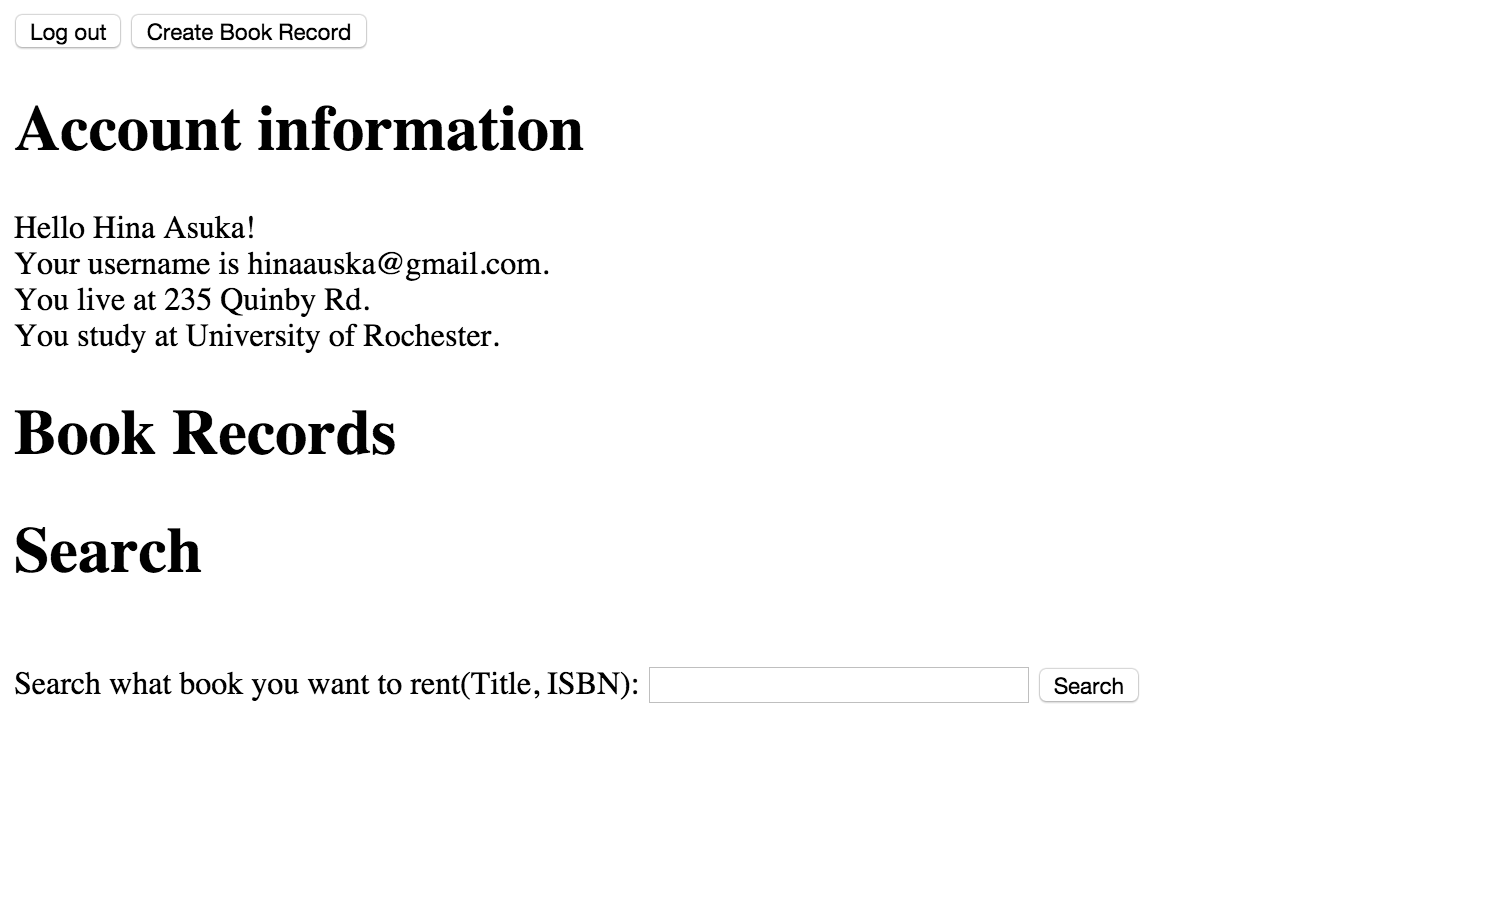 Log out Create Book Record
Account information
Hello Hina Asuka!
Your username is hinaauska@gmail.com.
You live at 235 Quinby Rd.
You study at University of Rochester.
Book Records
Search
Search what book you want to rent(Title, ISBN): Search